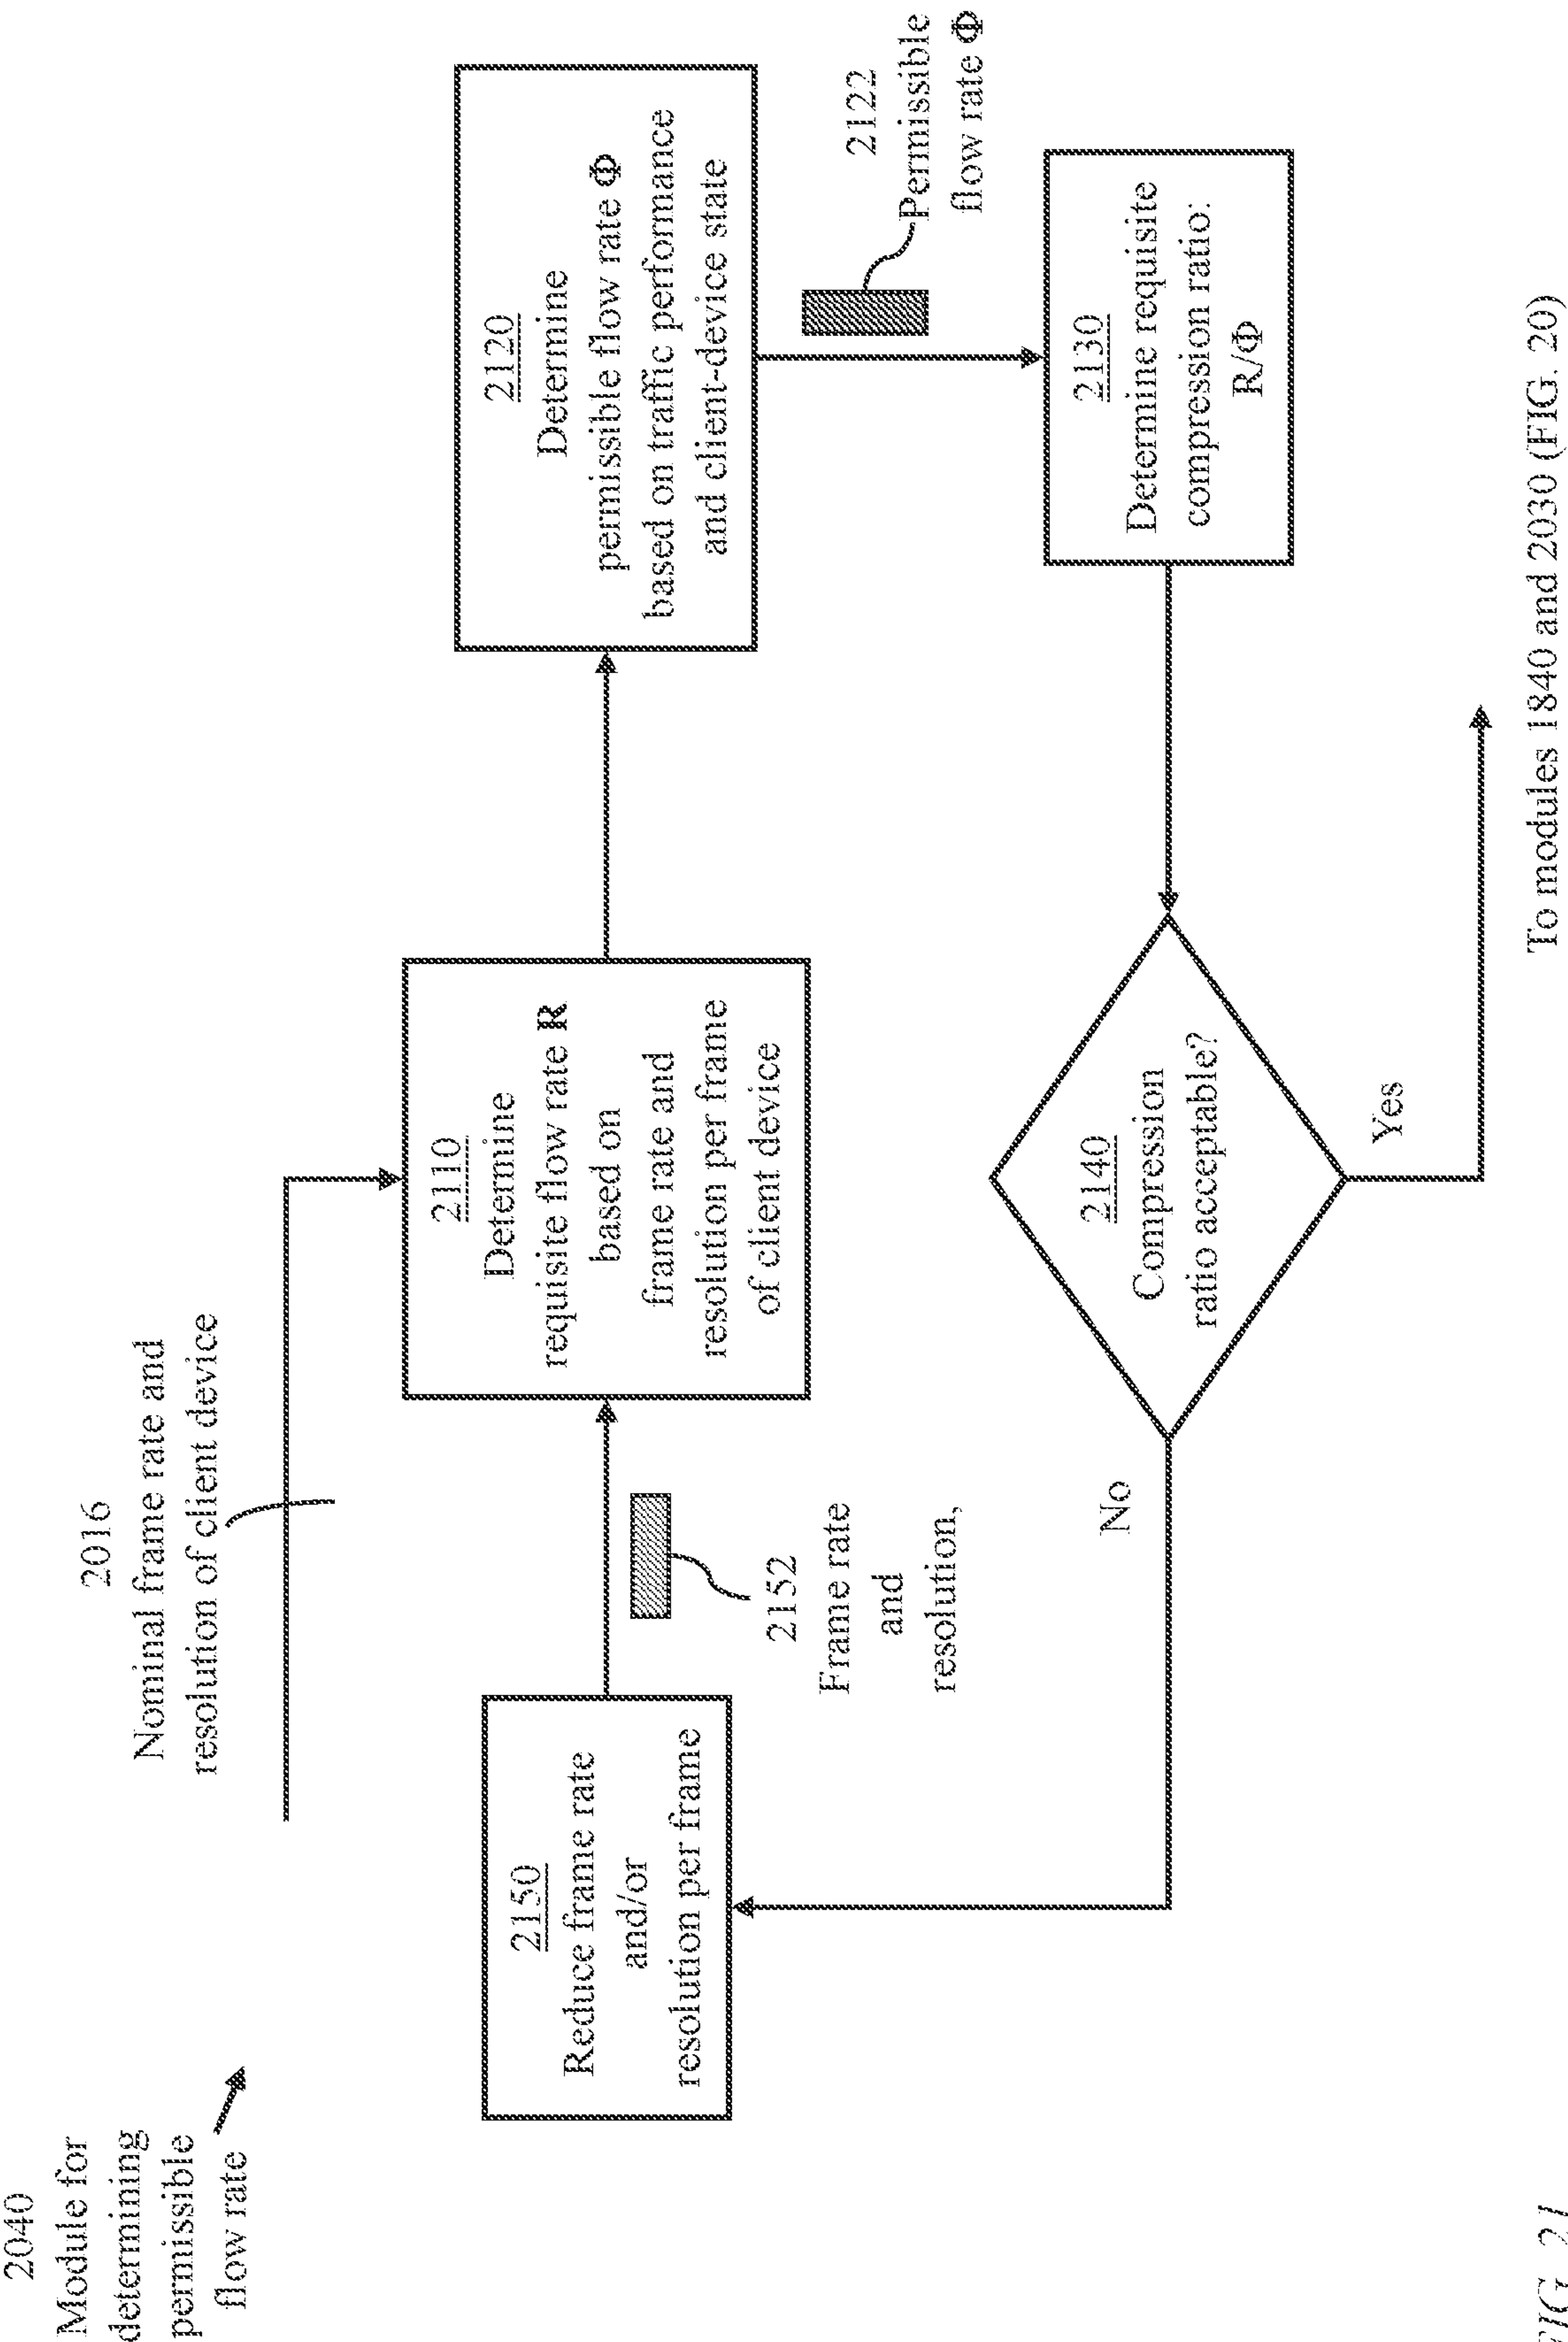 2040
Module for
determining
permissible
flow rate
2016
Nominal frame rate and
resolution of client device
2150
Reduce frame rate
and/or
resolution per frame
2152
Frame rate
and
resolution,
2110
Determine
requisite flow rate R
based on
frame rate and
resolution per frame
of client device
2120
Determine
permissible flow rate Φ
based on traffic performance
and client-device state
2122
Permissible
flow rate Φ
2130
Determine requisite
compression ratio:
R/Φ
2140
Compression
ratio acceptable?
No
Yes
To modules 1840 and 2030 (FIG. 20)
FIG. 21